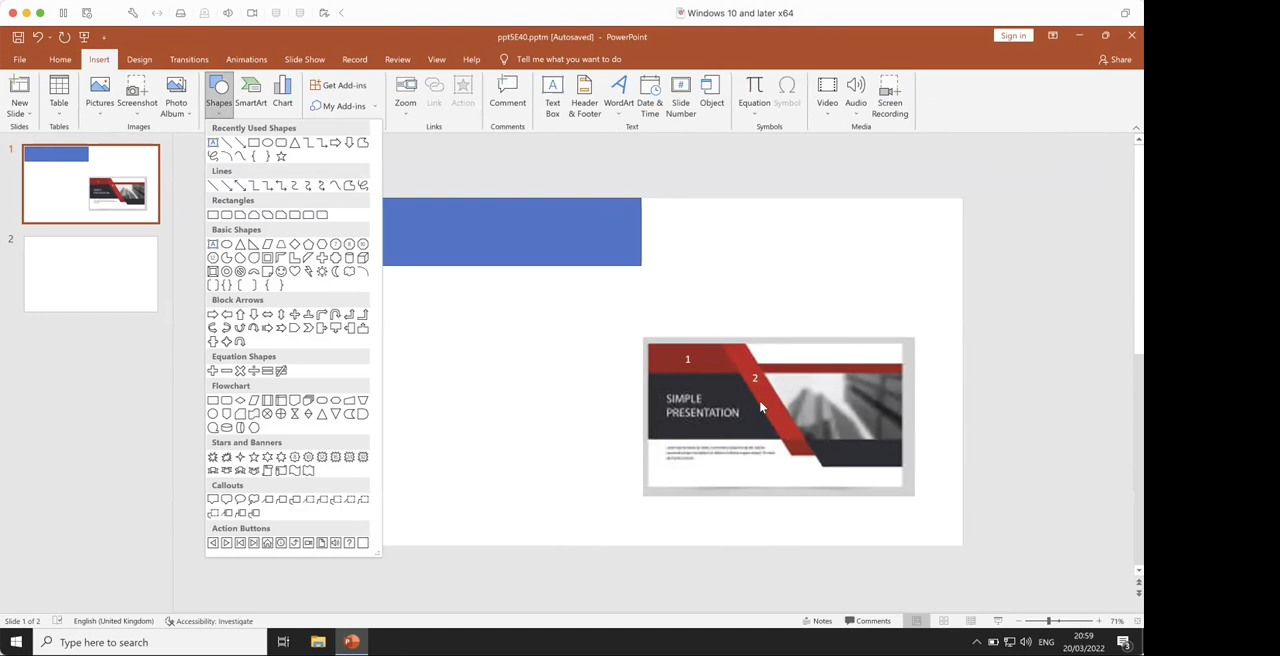 Windows 10 and later x64
ppt5E40.pptm [Autosaved] - PowerPoint
Sign in
File Home Insert Design Transitions Animations Slide Show Record Review View Help Tell me what you want to do Share
New Slide Table Pictures Screenshot Photo Album Shapes SmartArt Chart Get Add-ins My Add-ins Zoom Link Action Comment Text Box Header & Footer WordArt Date & Time Slide Number Object Equation Symbol Video Audio Screen Recording
Slides Tables Images Links Comments Text Symbols Media
Recently Used Shapes
Lines
Rectangles
Basic Shapes
Block Arrows
Equation Shapes
Flowchart
Stars and Banners
Callouts
Action Buttons
1
2
1
2
SIMPLE
PRESENTATION
Slide 1 of 2 English (United Kingdom) Accessibility: Investigate Notes Comments 71%
Type here to search
ENG
20:59
20/03/2022
3